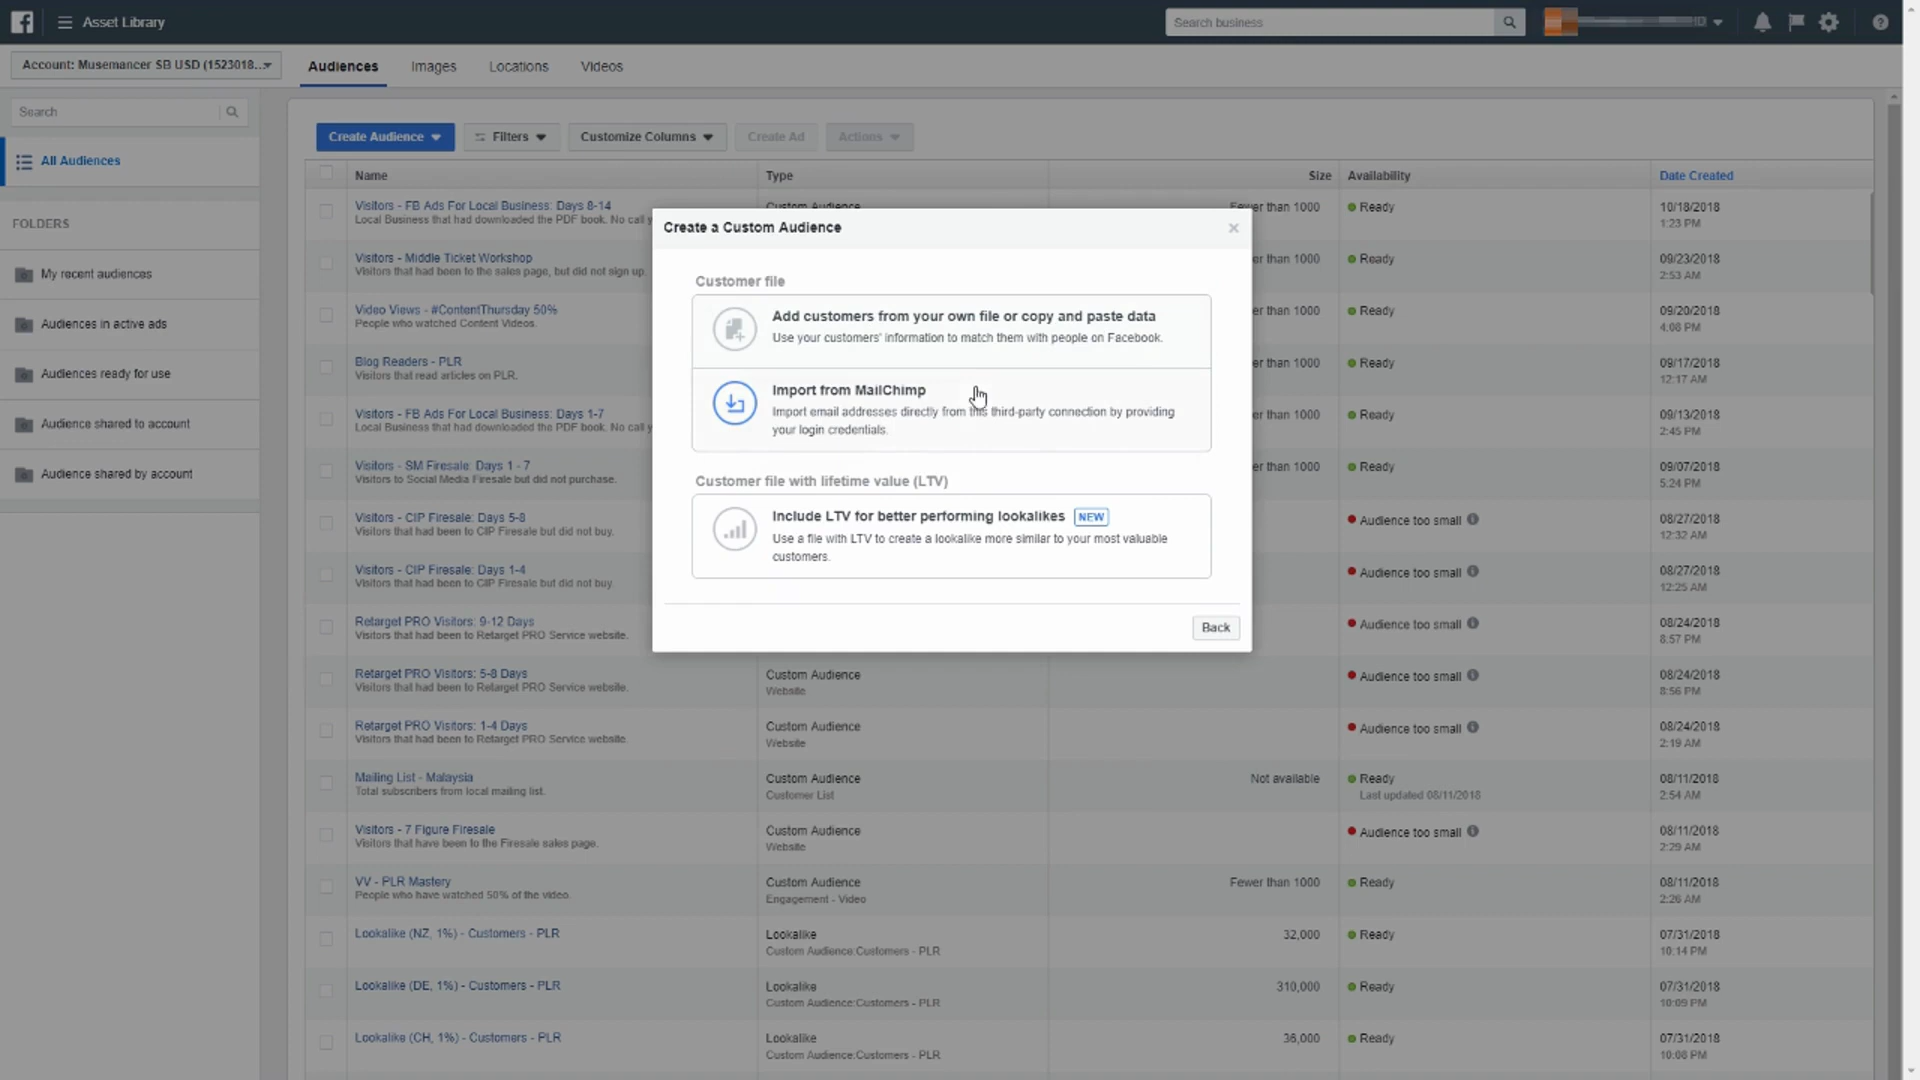 Asset Library
Search business
Account: Musemancer SB USD (1523018...
Audiences
Images
Locations
Videos
Search
All Audiences
FOLDERS
My recent audiences
Audiences in active ads
Audiences ready for use
Audience shared to account
Audience shared by account
Create Audience
Filters
Customize Columns
Create Ad
Actions
Name
Type
Size
Availability
Date Created
Visitors - FB Ads For Local Business: Days 8-14
Local Business that had downloaded the PDF book. No call y
Custom Audience
Fewer than 1000
Ready
10/18/2018
1:23 PM
Visitors - Middle Ticket Workshop
Visitors that had been to the sales page, but did not sign up.
er than 1000
Ready
09/23/2018
2:53 AM
Video Views - #ContentThursday 50%
People who watched Content Videos.
er than 1000
Ready
09/20/2018
4:08 PM
Blog Readers - PLR
Visitors that read articles on PLR.
er than 1000
Ready
09/17/2018
12:17 AM
Visitors - FB Ads For Local Business: Days 1-7
Local Business that had downloaded the PDF book. No call y
er than 1000
Ready
09/13/2018
2:45 PM
Visitors - SM Firesale: Days 1 - 7
Visitors to Social Media Firesale but did not purchase.
er than 1000
Ready
09/07/2018
5:24 PM
Visitors - CIP Firesale: Days 5-8
Visitors that had been to CIP Firesale but did not buy.
Audience too small
08/27/2018
12:32 AM
Visitors - CIP Firesale: Days 1-4
Visitors that had been to CIP Firesale but did not buy.
Audience too small
08/27/2018
12:25 AM
Retarget PRO Visitors: 9-12 Days
Visitors that had been to Retarget PRO Service website.
Audience too small
08/24/2018
8:57 PM
Retarget PRO Visitors: 5-8 Days
Visitors that had been to Retarget PRO Service website.
Custom Audience
Website
Audience too small
08/24/2018
8:56 PM
Retarget PRO Visitors: 1-4 Days
Visitors that had been to Retarget PRO Service website.
Custom Audience
Website
Audience too small
08/24/2018
2:19 AM
Mailing List - Malaysia
Total subscribers from local mailing list.
Custom Audience
Customer List
Not available
Ready
Last updated 08/11/2018
08/11/2018
2:54 AM
Visitors - 7 Figure Firesale
Visitors that have been to the Firesale sales page.
Custom Audience
Website
Audience too small
08/11/2018
2:29 AM
VV - PLR Mastery
People who have watched 50% of the video.
Custom Audience
Engagement - Video
Fewer than 1000
Ready
08/11/2018
2:26 AM
Lookalike (NZ, 1%) - Customers - PLR
Lookalike
Custom Audience:Customers - PLR
32,000
Ready
07/31/2018
10:14 PM
Lookalike (DE, 1%) - Customers - PLR
Lookalike
Custom Audience:Customers - PLR
310,000
Ready
07/31/2018
10:09 PM
Lookalike (CH, 1%) - Customers - PLR
Lookalike
Custom Audience:Customers - PLR
36,000
Ready
07/31/2018
10:08 PM
Create a Custom Audience
Customer file
Add customers from your own file or copy and paste data
Use your customers' information to match them with people on Facebook.
Import from MailChimp
Import email addresses directly from this third-party connection by providing
your login credentials.
Customer file with lifetime value (LTV)
Include LTV for better performing lookalikes NEW
Use a file with LTV to create a lookalike more similar to your most valuable
customers.
Back